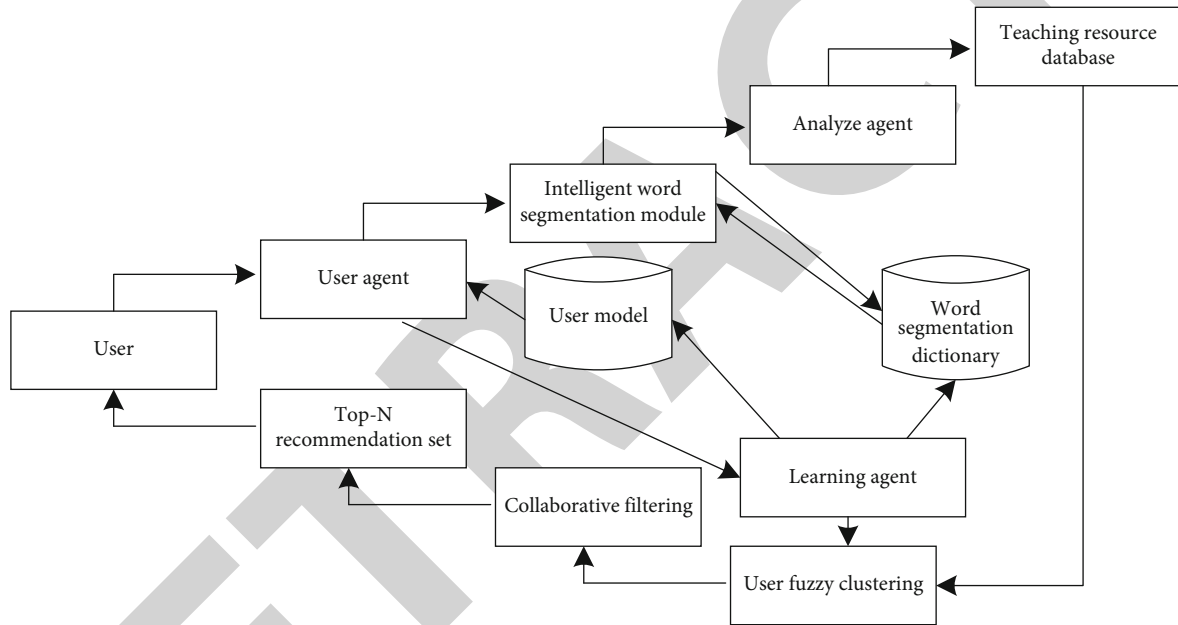 Teaching resource
database
Analyze agent
Intelligent word
segmentation module
User agent
User model
Word
segmentation
dictionary
User
Top-N
recommendation set
Learning agent
Collaborative filtering
User fuzzy clustering